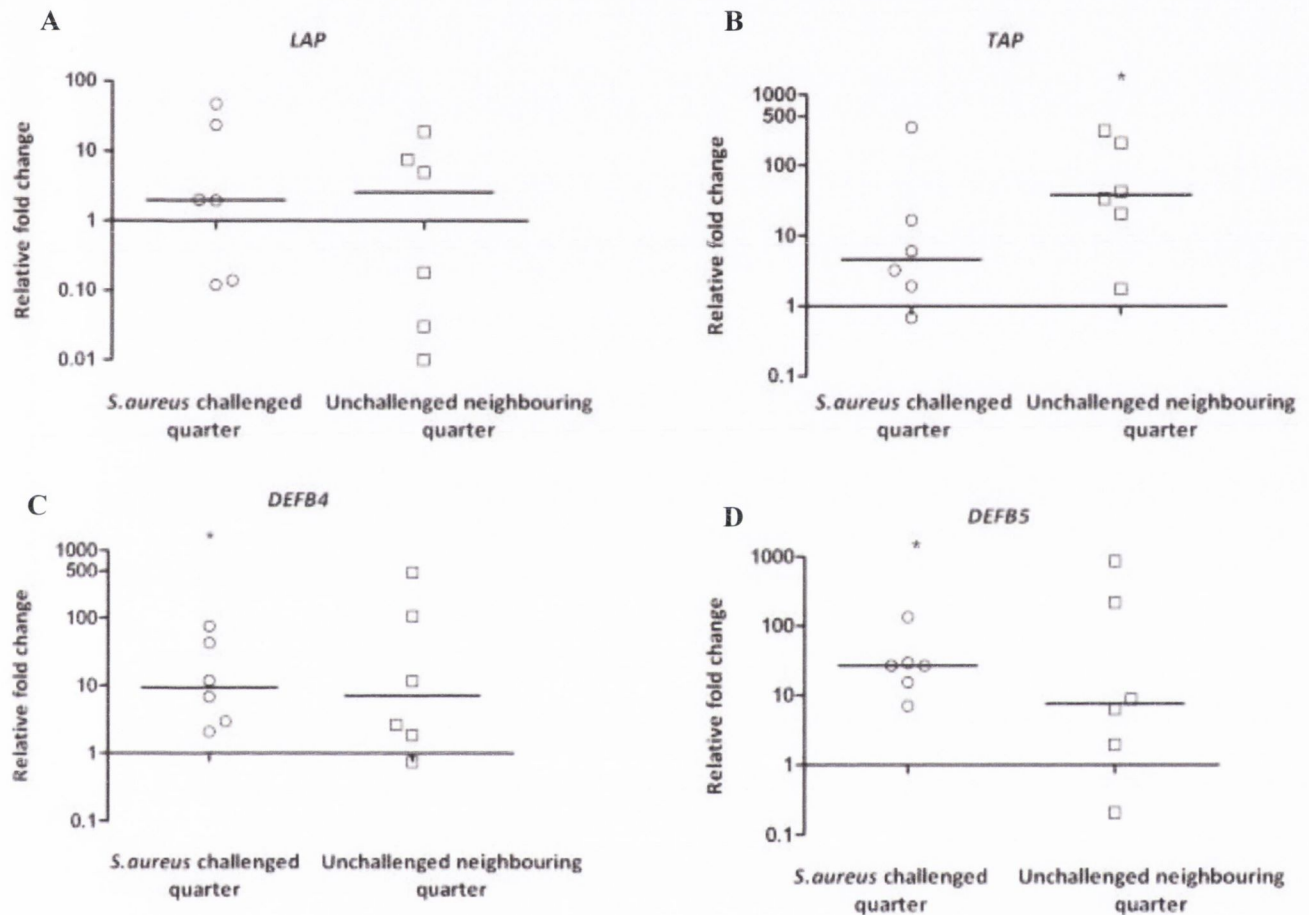 A
LAP
Relative fold change
100
10
1
0.10
0.01
S.aureus challenged
quarter
Unchallenged neighbouring
quarter
B
TAP
*
Relative fold change
1000
500
100
10
1
0.1
S.aureus challenged
quarter
Unchallenged neighbouring
quarter
C
DEFB4
*
Relative fold change
1000
500
100
10
1
0.1
S.aureus challenged
quarter
Unchallenged neighbouring
quarter
D
DEFB5
*
Relative fold change
1000
100
10
1
0.1
S.aureus challenged
quarter
Unchallenged neighbouring
quarter